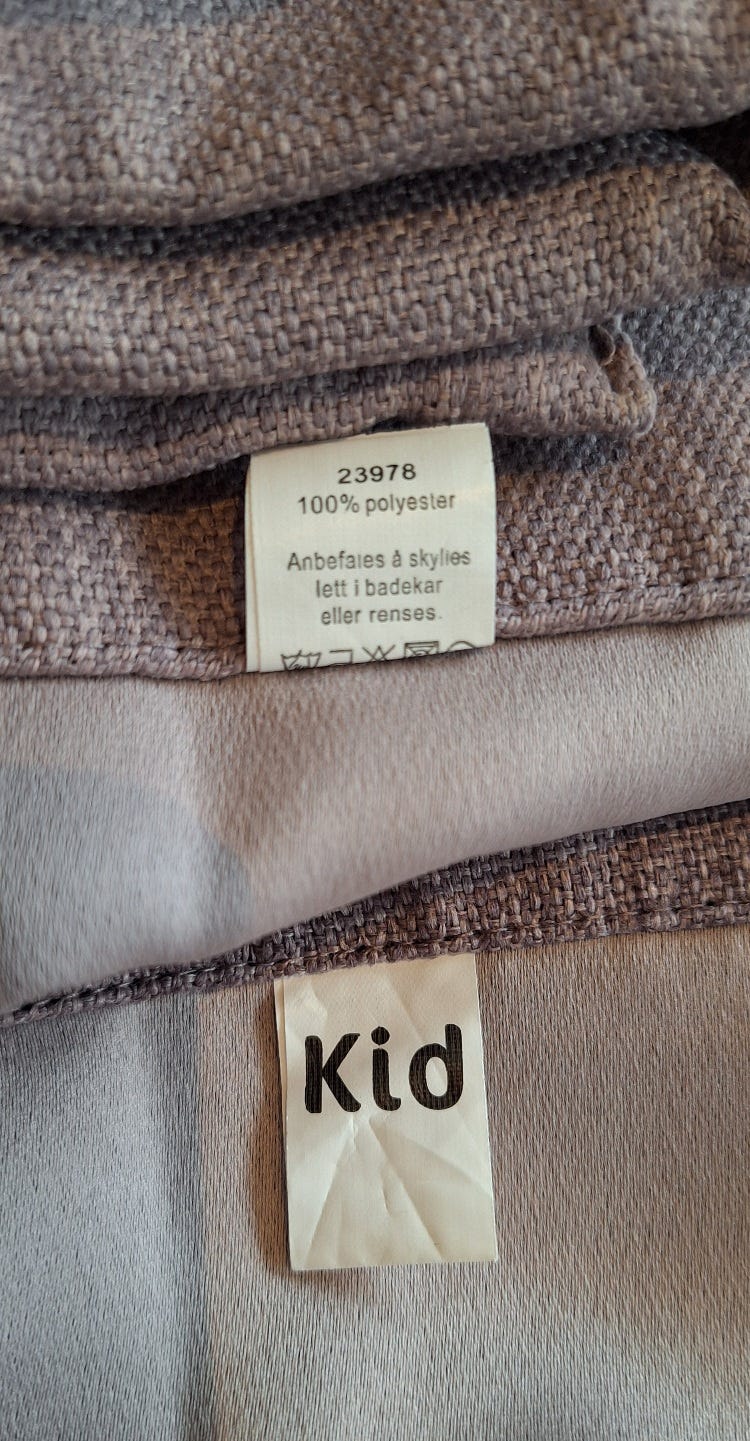 23978
100% polyester
Anbefales å skylles
lett i badekar
eller renses.
Kid